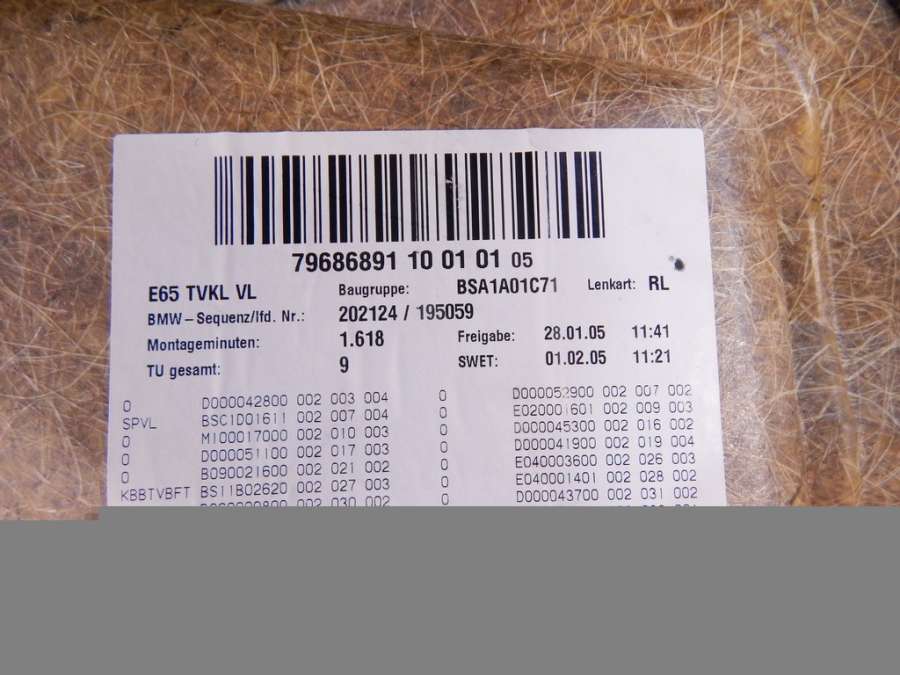 79686891 10 01 01 05
E65 TVKL VL Baugruppe: BSA1A01C71 Lenkart: RL
BMW-Sequenz/lfd. Nr.: 202124 / 195059
Montageminuten: 1.618 Freigabe: 28.01.05 11:41
TU gesamt: 9 SWET: 01.02.05 11:21
0 D000042800 002 003 004 0 D000052900 002 007 002
SPVL BSC1D01611 002 007 004 0 E020001601 002 009 003
0 M100017000 002 010 003 0 D000045300 002 016 002
0 D000051100 002 017 003 0 D000041900 002 019 004
0 B090021600 002 021 002 0 E040003600 002 026 003
KBBTVBFT BS11B02620 002 027 003 0 E040001401 002 028 002
002 030 002 0 D000043700 002 031 002